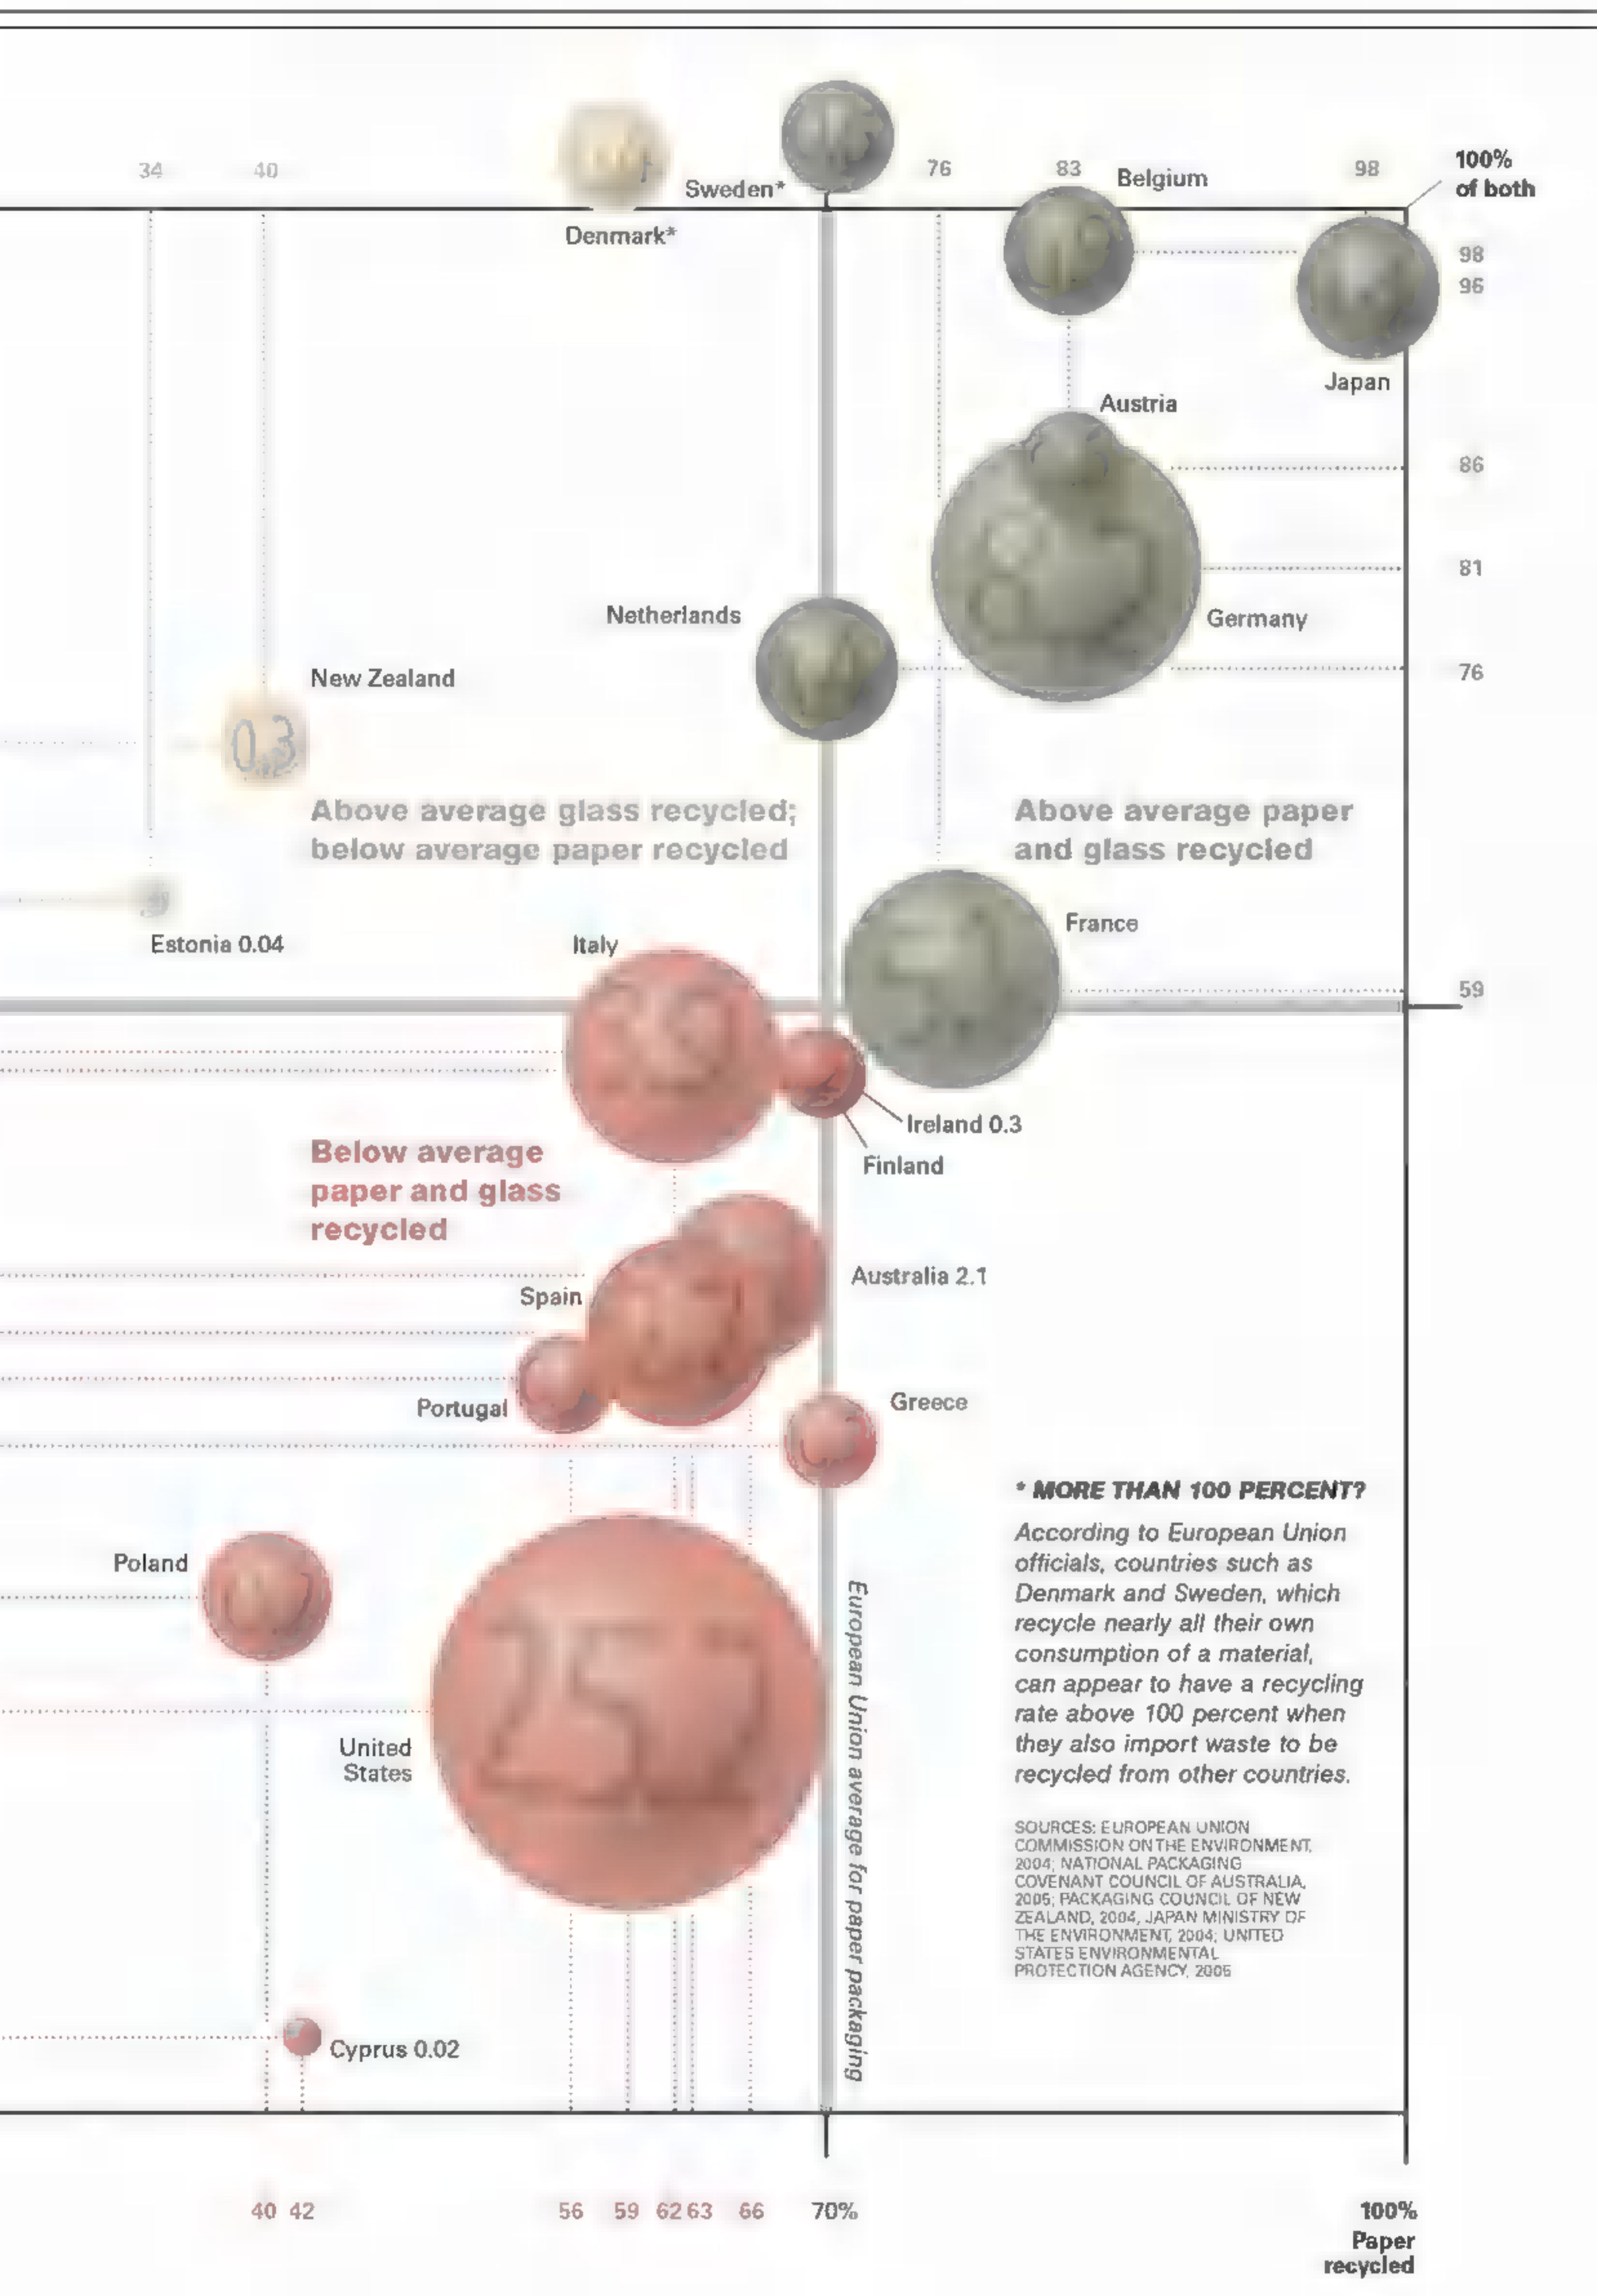 34
40
76
83
98
100%
of both
Sweden*
Belgium
Denmark*
98
96
Japan
Austria
86
81
Netherlands
Germany
76
New Zealand
0.3
Above average glass recycled;
below average paper recycled
Above average paper
and glass recycled
France
Estonia 0.04
Italy
59
Ireland 0.3
Finland
Below average
paper and glass
recycled
Australia 2.1
Spain
Portugal
Greece
* MORE THAN 100 PERCENT?
According to European Union
officials, countries such as
Denmark and Sweden, which
recycle nearly all their own
consumption of a material,
can appear to have a recycling
rate above 100 percent when
they also import waste to be
recycled from other countries.
Poland
25.2
United
States
European Union average for paper packaging
SOURCES: EUROPEAN UNION
COMMISSION ON THE ENVIRONMENT,
2004; NATIONAL PACKAGING
COVENANT COUNCIL OF AUSTRALIA,
2005; PACKAGING COUNCIL OF NEW
ZEALAND, 2004, JAPAN MINISTRY OF
THE ENVIRONMENT, 2004; UNITED
STATES ENVIRONMENTAL
PROTECTION AGENCY, 2005
Cyprus 0.02
40 42
56
59
62 63
66
70%
100%
Paper
recycled